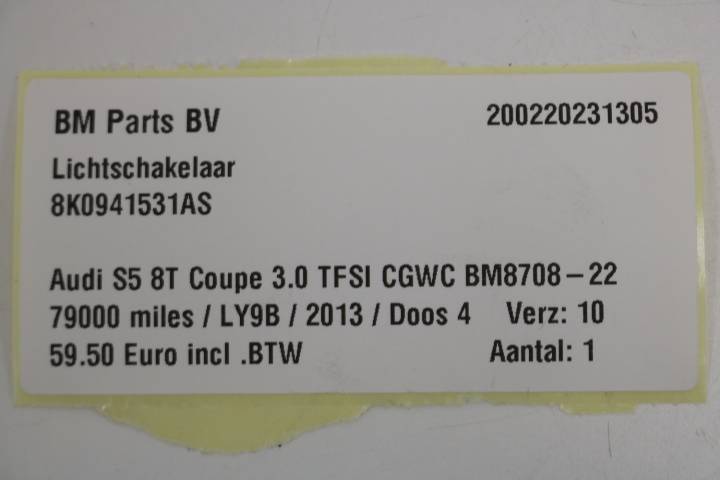 BM Parts BV 200220231305
Lichtschakelaar
8K0941531AS
Audi S5 8T Coupe 3.0 TFSI CGWC BM8708-22
79000 miles / LY9B / 2013 / Doos 4 Verz: 10
59.50 Euro incl .BTW Aantal: 1